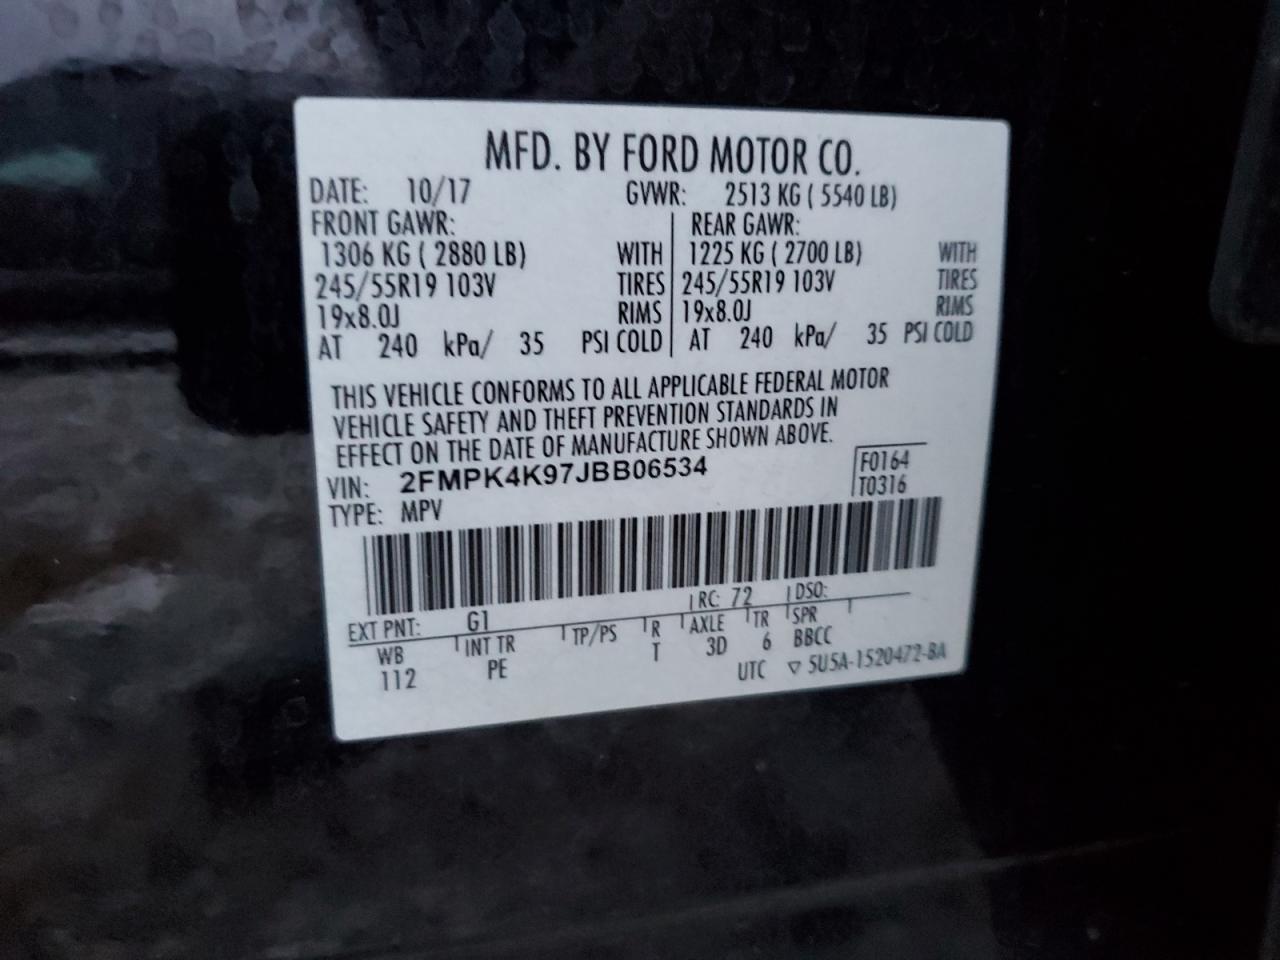 MFD. BY FORD MOTOR CO.
DATE: 10/17 GVWR: 2513 KG ( 5540 LB)
FRONT GAWR: REAR GAWR:
1306 KG ( 2880 LB) WITH 1225 KG ( 2700 LB) WITH
245/55R19 103V TIRES 245/55R19 103V TIRES
19x8.0J RIMS 19x8.0J RIMS
AT 240 kPa/ 35 PSI COLD AT 240 kPa/ 35 PSI COLD
THIS VEHICLE CONFORMS TO ALL APPLICABLE FEDERAL MOTOR
VEHICLE SAFETY AND THEFT PREVENTION STANDARDS IN
EFFECT ON THE DATE OF MANUFACTURE SHOWN ABOVE.
VIN: 2FMPK4K97JBB06534 F0164
TYPE: MPV T0316
EXT PNT: G1 RC: 72 DSO:
WB INT TR TP/PS R AXLE TR SPR
112 PE T 3D 6 BBCC
UTC ▽ 5U5A-1520472-BA